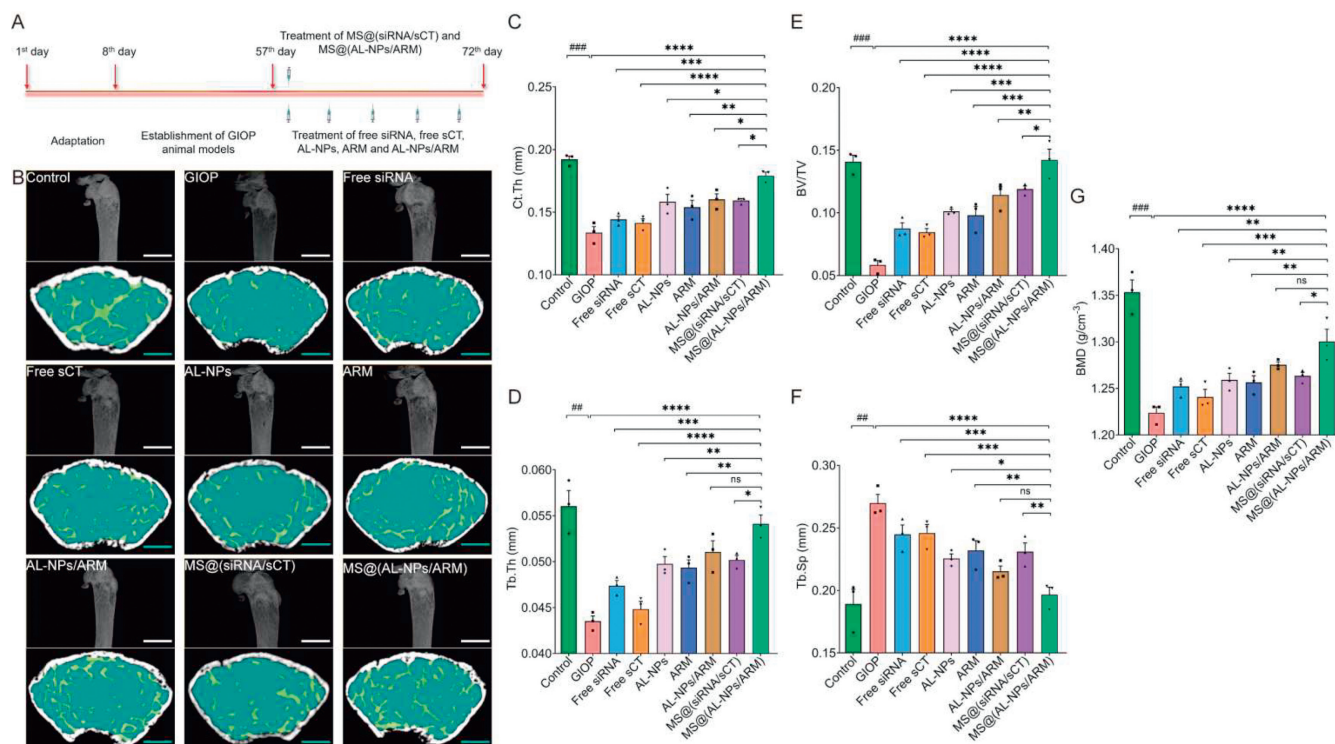 A
Treatment of MS@(siRNA/sCT) and
MS@(AL-NPs/ARM)
1st day
8th day
57th day
72th day
Adaptation
Establishment of GIOP
animal models
Treatment of free siRNA, free sCT,
AL-NPs, ARM and AL-NPs/ARM
B
Control
GIOP
Free siRNA
Free sCT
AL-NPs
ARM
AL-NPs/ARM
MS@(siRNA/sCT)
MS@(AL-NPs/ARM)
C
###
****
***
****
*
**
*
*
Ct.Th (mm)
0.25
0.20
0.15
0.10
Control
GIOP
Free siRNA
Free sCT
AL-NPs
ARM
AL-NPs/ARM
MS@(siRNA/sCT)
MS@(AL-NPs/ARM)
D
##
****
***
****
**
**
ns
*
Tb.Th (mm)
0.060
0.055
0.050
0.045
0.040
Control
GIOP
Free siRNA
Free sCT
AL-NPs
ARM
AL-NPs/ARM
MS@(siRNA/sCT)
MS@(AL-NPs/ARM)
E
###
****
****
****
***
***
**
*
BV/TV
0.20
0.15
0.10
0.05
Control
GIOP
Free siRNA
Free sCT
AL-NPs
ARM
AL-NPs/ARM
MS@(siRNA/sCT)
MS@(AL-NPs/ARM)
F
##
****
***
***
*
**
ns
**
Tb.Sp (mm)
0.30
0.25
0.20
0.15
Control
GIOP
Free siRNA
Free sCT
AL-NPs
ARM
AL-NPs/ARM
MS@(siRNA/sCT)
MS@(AL-NPs/ARM)
G
###
****
**
***
**
**
ns
*
BMD (g/cm⁻³)
1.40
1.35
1.30
1.25
1.20
Control
GIOP
Free siRNA
Free sCT
AL-NPs
ARM
AL-NPs/ARM
MS@(siRNA/sCT)
MS@(AL-NPs/ARM)